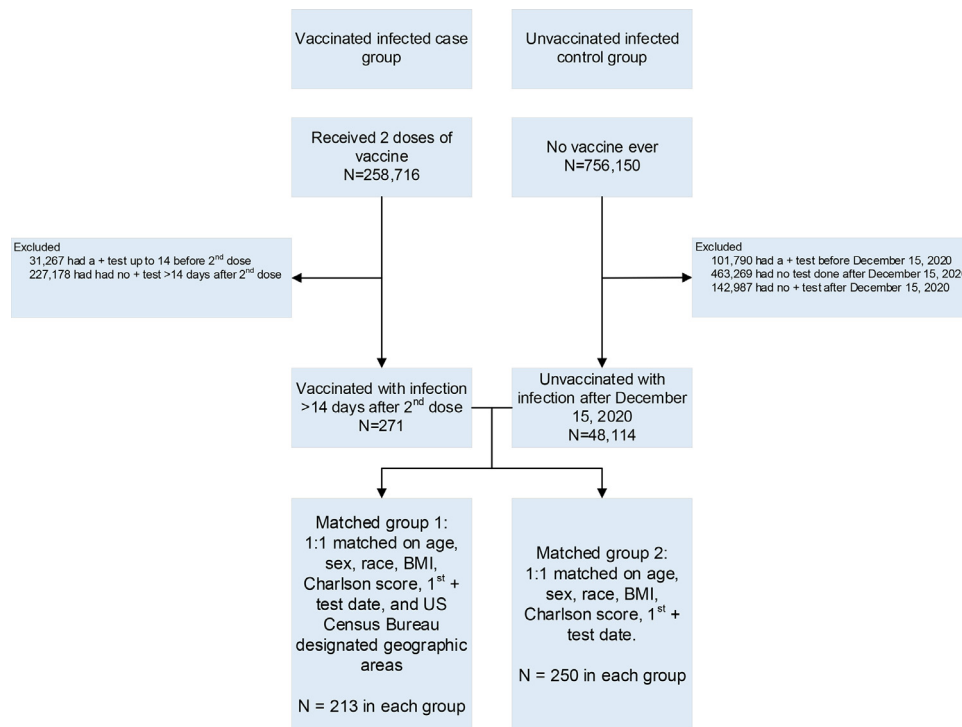 Vaccinated infected case
group
Unvaccinated infected
control group
Received 2 doses of
vaccine
N=258,716
No vaccine ever
N=756,150
Excluded
31,267 had a + test up to 14 before 2nd dose
227,178 had had no + test >14 days after 2nd dose
Excluded
101,790 had a + test before December 15, 2020
463,269 had no test done after December 15, 2020
142,987 had no + test after December 15, 2020
Vaccinated with infection
>14 days after 2nd dose
N=271
Unvaccinated with
infection after December
15, 2020
N=48,114
Matched group 1:
1:1 matched on age,
sex, race, BMI,
Charlson score, 1st +
test date, and US
Census Bureau
designated geographic
areas
N = 213 in each group
Matched group 2:
1:1 matched on age,
sex, race, BMI,
Charlson score, 1st +
test date.
N = 250 in each group